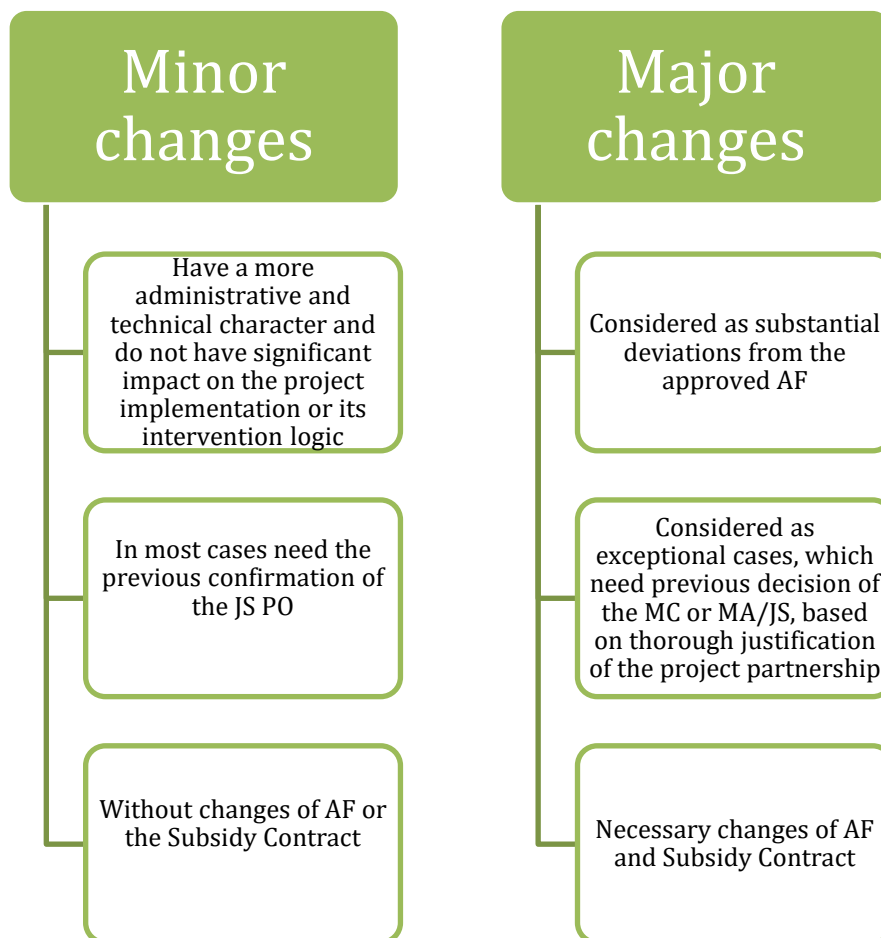 Minor
changes
Have a more
administrative and
technical character and
do not have significant
impact on the project
implementation or its
intervention logic
In most cases need the
previous confirmation of
the JS PO
Without changes of AF or
the Subsidy Contract
Major
changes
Considered as substantial
deviations from the
approved AF
Considered as
exceptional cases, which
need previous decision of
the MC or MA/JS, based
on thorough justification
of the project partnership
Necessary changes of AF
and Subsidy Contract